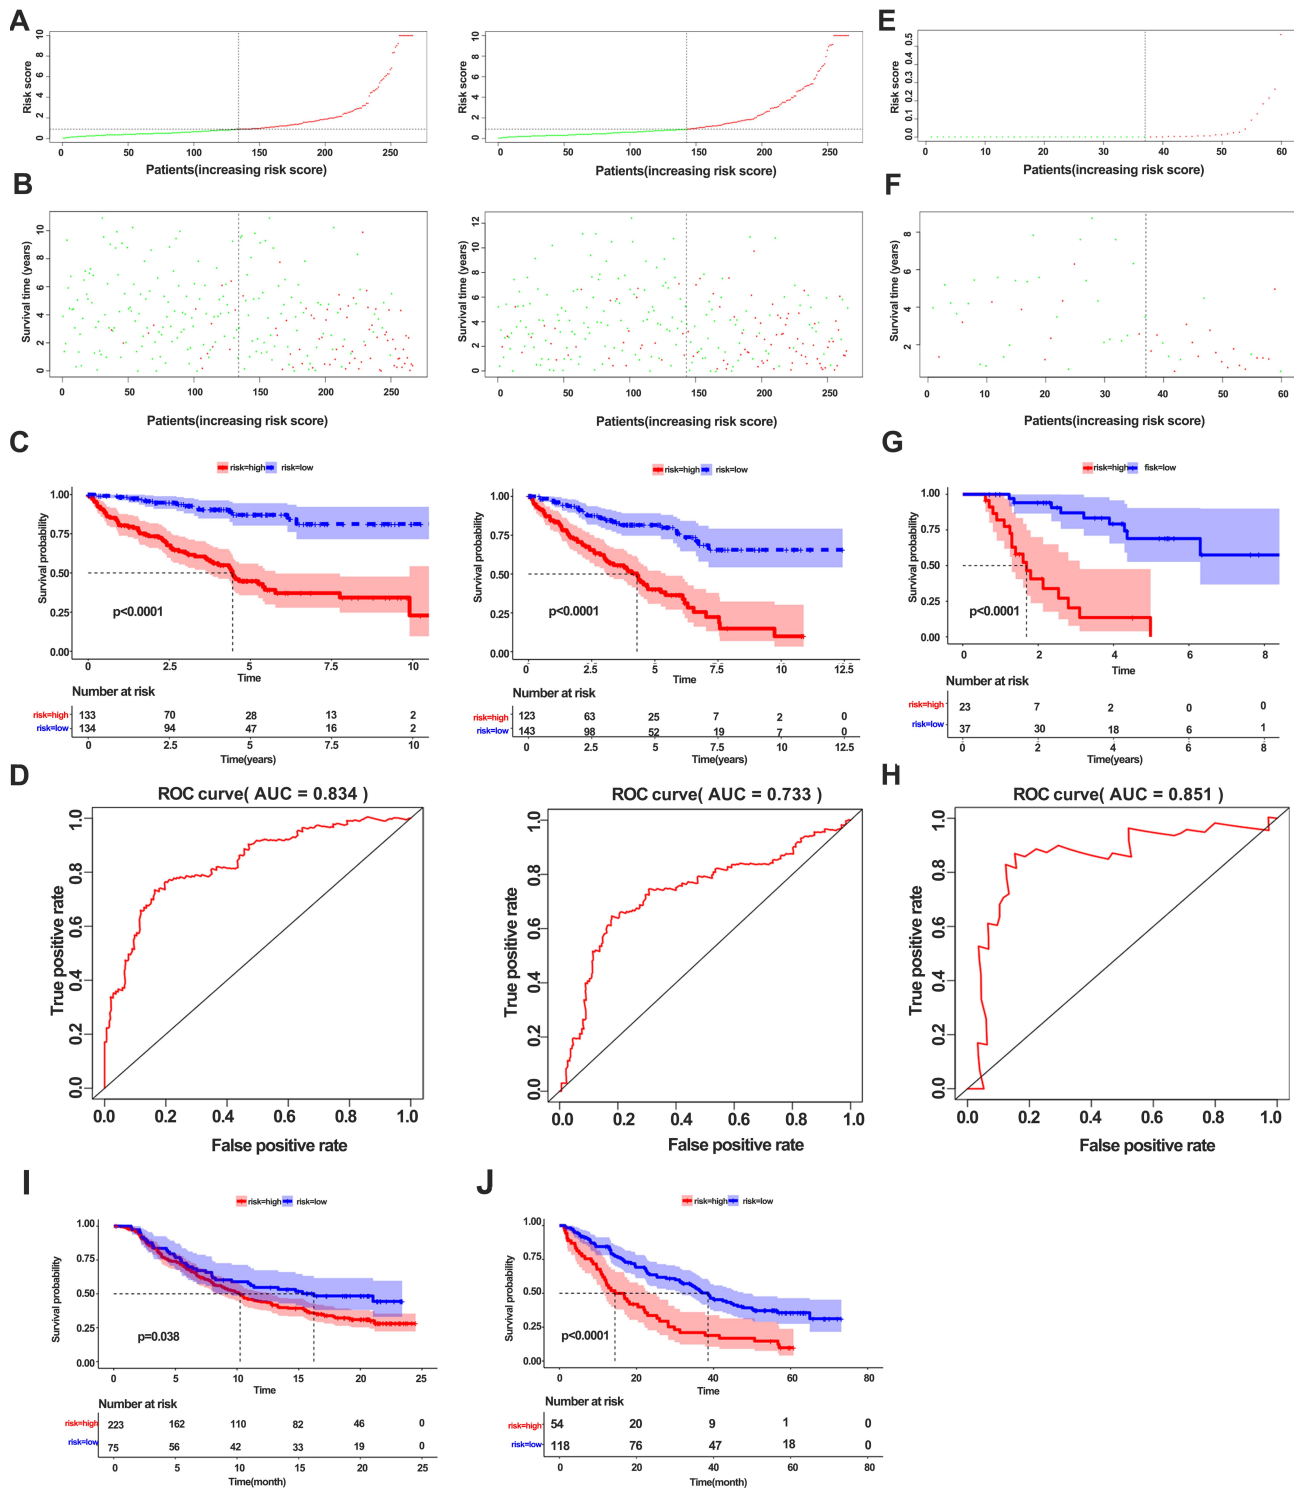 A
E
Risk score
0 2 4 6 8 10
0 50 100 150 200 250
Patients(increasing risk score)
Risk score
0 2 4 6 8 10
0 50 100 150 200 250
Patients(increasing risk score)
Risk score
0.0 0.1 0.2 0.3 0.4 0.5
0 10 20 30 40 50 60
Patients(increasing risk score)
B
F
Survival time (years)
0 2 4 6 8 10
0 50 100 150 200 250
Patients(increasing risk score)
Survival time (years)
0 2 4 6 8 10 12
0 50 100 150 200 250
Patients(increasing risk score)
Survival time (years)
2 4 6 8
0 10 20 30 40 50 60
Patients(increasing risk score)
C
G
risk=high risk=low
Survival probability
1.00
0.75
0.50
0.25
0.00
p<0.0001
0 2.5 5 7.5 10
Time
Number at risk
risk=high 133 70 28 13 2
risk=low 134 94 47 16 2
0 2.5 5 7.5 10
Time(years)
risk=high risk=low
Survival probability
1.00
0.75
0.50
0.25
0.00
p<0.0001
0 2.5 5 7.5 10 12.5
Time
Number at risk
risk=high 123 63 25 7 2 0
risk=low 143 98 52 19 7 0
0 2.5 5 7.5 10 12.5
Time(years)
risk=high fisk=low
Survival probability
1.00
0.75
0.50
0.25
0.00
p<0.0001
0 2 4 6 8
Time
Number at risk
risk=high 23 7 2 0 0
risk=low 37 30 18 6 1
0 2 4 6 8
Time(years)
D
H
ROC curve( AUC = 0.834 )
True positive rate
0.0 0.2 0.4 0.6 0.8 1.0
0.0 0.2 0.4 0.6 0.8 1.0
False positive rate
ROC curve( AUC = 0.733 )
True positive rate
0.0 0.2 0.4 0.6 0.8 1.0
0.0 0.2 0.4 0.6 0.8 1.0
False positive rate
ROC curve( AUC = 0.851 )
True positive rate
0.0 0.2 0.4 0.6 0.8 1.0
0.0 0.2 0.4 0.6 0.8 1.0
False positive rate
I
J
risk=high risk=low
Survival probability
1.00
0.75
0.50
0.25
0.00
p=0.038
0 5 10 15 20 25
Time
Number at risk
risk=high 223 162 110 82 46 0
risk=low 75 56 42 33 19 0
0 5 10 15 20 25
Time(month)
risk=high risk=low
Survival probability
1.00
0.75
0.50
0.25
0.00
p<0.0001
0 20 40 60 80
Time
Number at risk
risk=high 54 20 9 1 0
risk=low 118 76 47 18 0
0 20 40 60 80
Time(month)